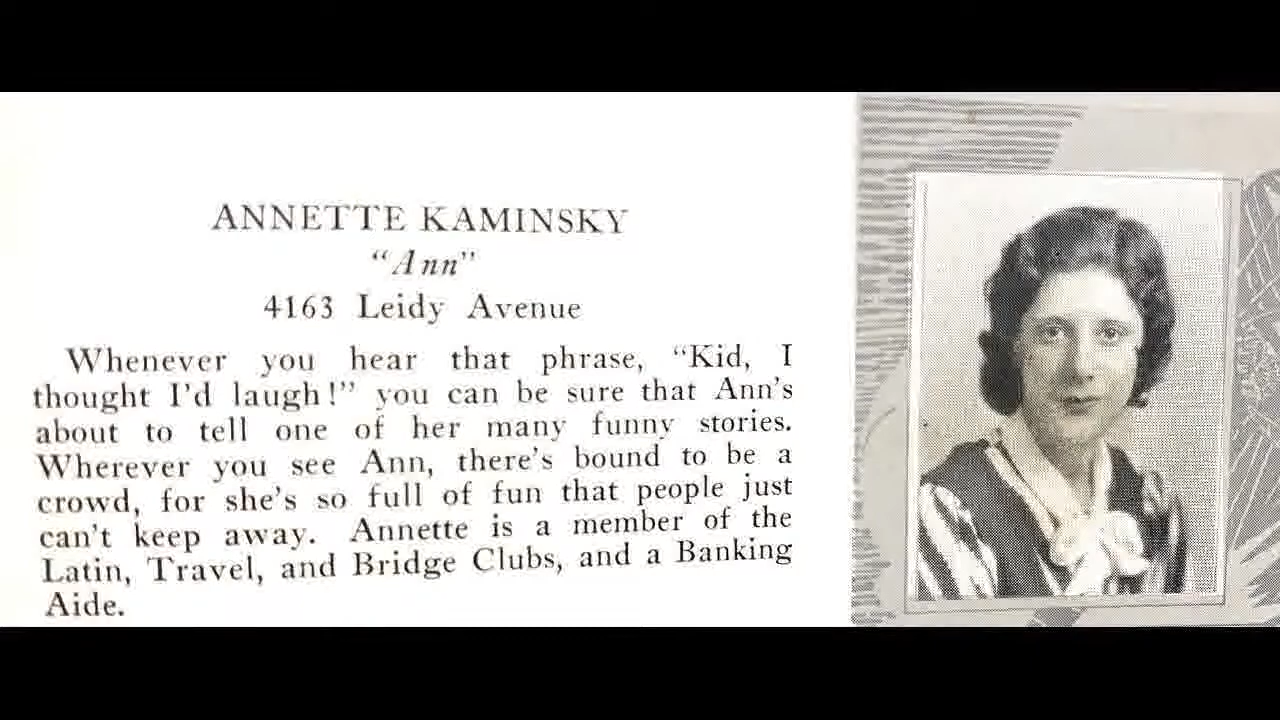 ANNETTE KAMINSKY
“Ann”
4163 Leidy Avenue
Whenever you hear that phrase, “Kid, I
thought I’d laugh!” you can be sure that Ann’s
about to tell one of her many funny stories.
Wherever you see Ann, there’s bound to be a
crowd, for she’s so full of fun that people just
can’t keep away. Annette is a member of the
Latin, Travel, and Bridge Clubs, and a Banking
Aide.